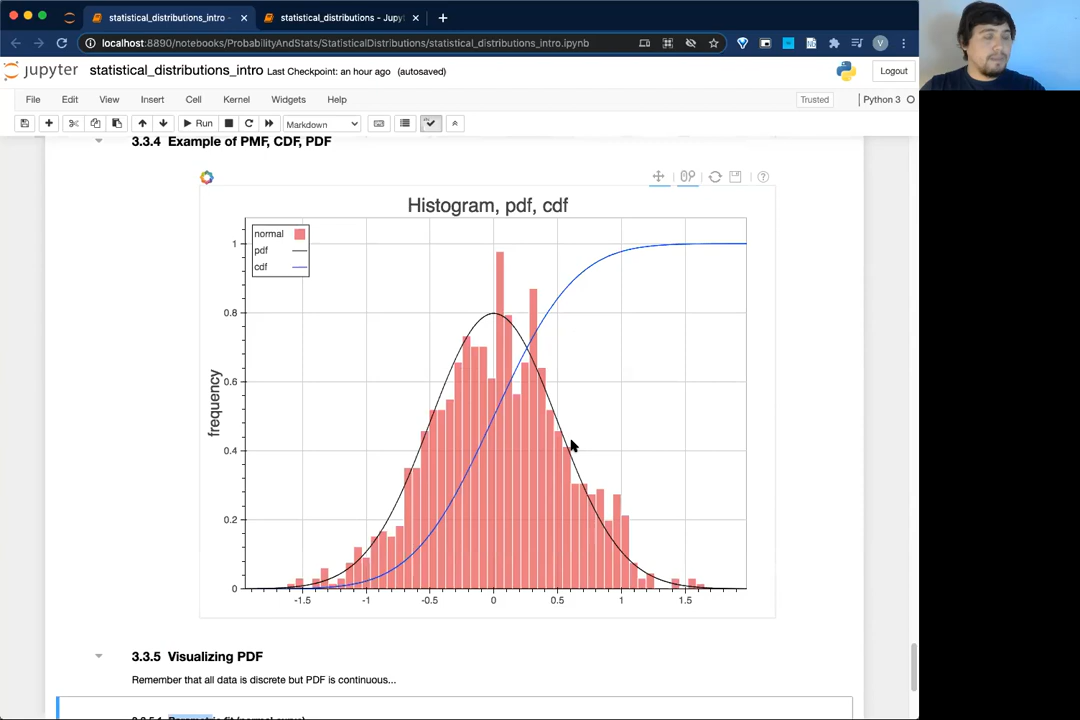 statistical_distributions_intro -
statistical_distributions - Jupyt
localhost:8890/notebooks/ProbabilityAndStats/StatisticalDistributions/statistical_distributions_intro.ipynb
V
jupyter statistical_distributions_intro Last Checkpoint: an hour ago (autosaved)
Logout
File Edit View Insert Cell Kernel Widgets Help
Trusted Python 3
Run Markdown
3.3.4 Example of PMF, CDF, PDF
Histogram, pdf, cdf
normal
pdf
cdf
frequency
1
0.8
0.6
0.4
0.2
0
-1.5 -1 -0.5 0 0.5 1 1.5
3.3.5 Visualizing PDF
Remember that all data is discrete but PDF is continuous...